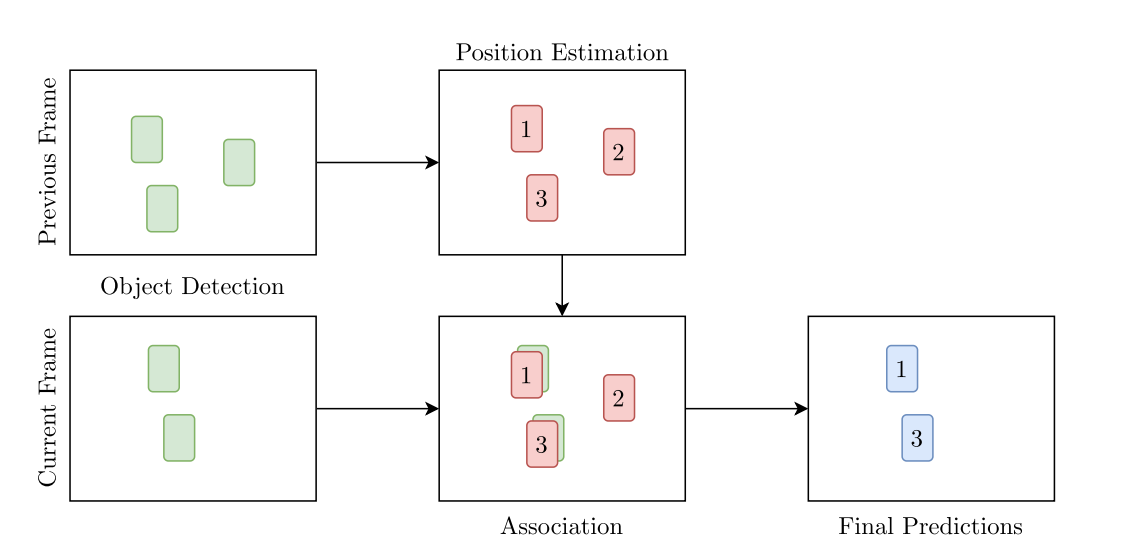 Position Estimation
Previous Frame
1
2
3
Object Detection
Current Frame
1
2
3
1
3
Association
Final Predictions